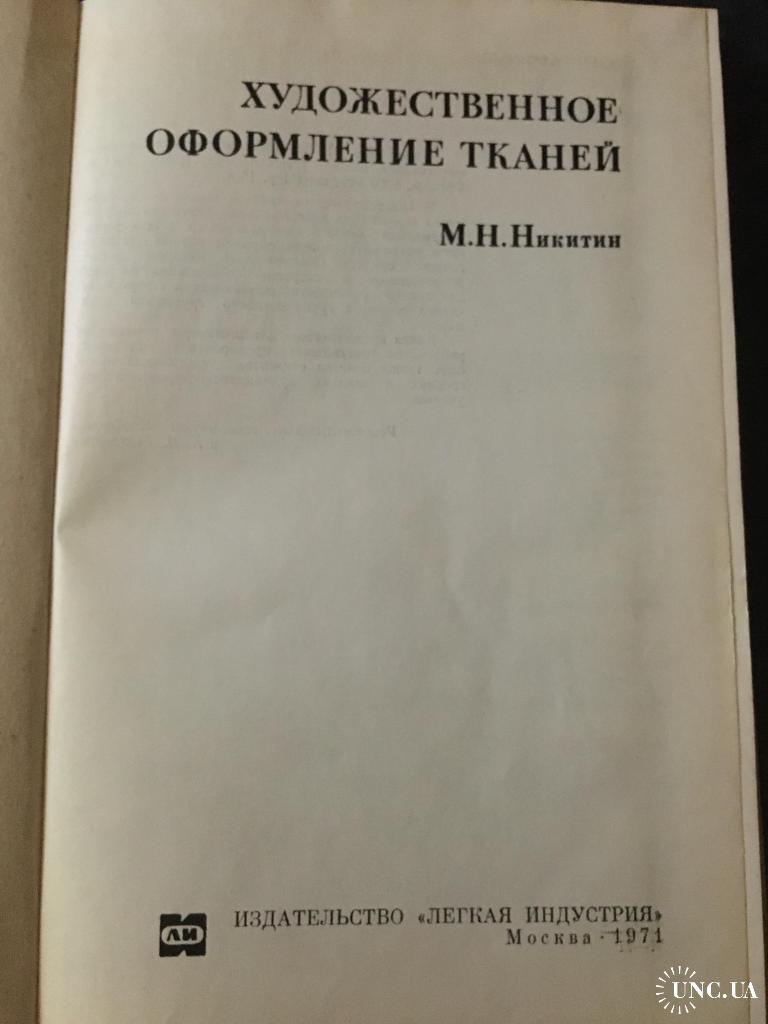 ХУДОЖЕСТВЕННОЕ
ОФОРМЛЕНИЕ ТКАНЕЙ
М.Н.Никитин
ЛИ
ИЗДАТЕЛЬСТВО «ЛЕГКАЯ ИНДУСТРИЯ»
Москва · 1971
UNC.UA